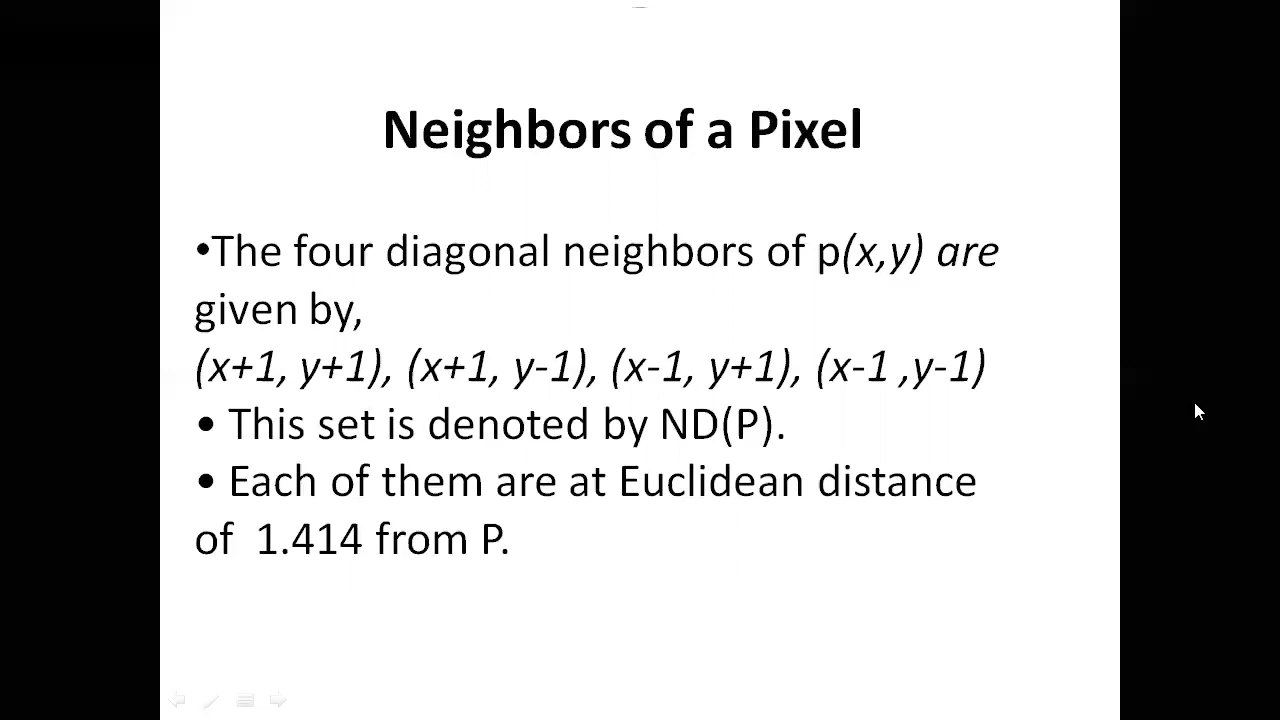 Neighbors of a Pixel
•The four diagonal neighbors of p(x,y) are
given by,
(x+1, y+1), (x+1, y-1), (x-1, y+1), (x-1 ,y-1)
• This set is denoted by ND(P).
• Each of them are at Euclidean distance
of  1.414 from P.